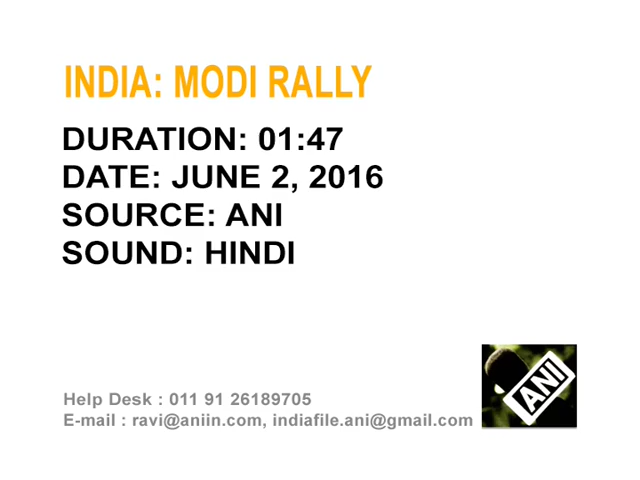 INDIA: MODI RALLY
DURATION: 01:47
DATE: JUNE 2, 2016
SOURCE: ANI
SOUND: HINDI
Help Desk : 011 91 26189705
E-mail : ravi@aniin.com, indiafile.ani@gmail.com
ANI